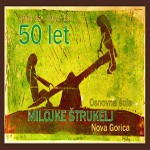 50 let
Osnovna šola
MILOJKE ŠTRUKELJ
Nova Gorica